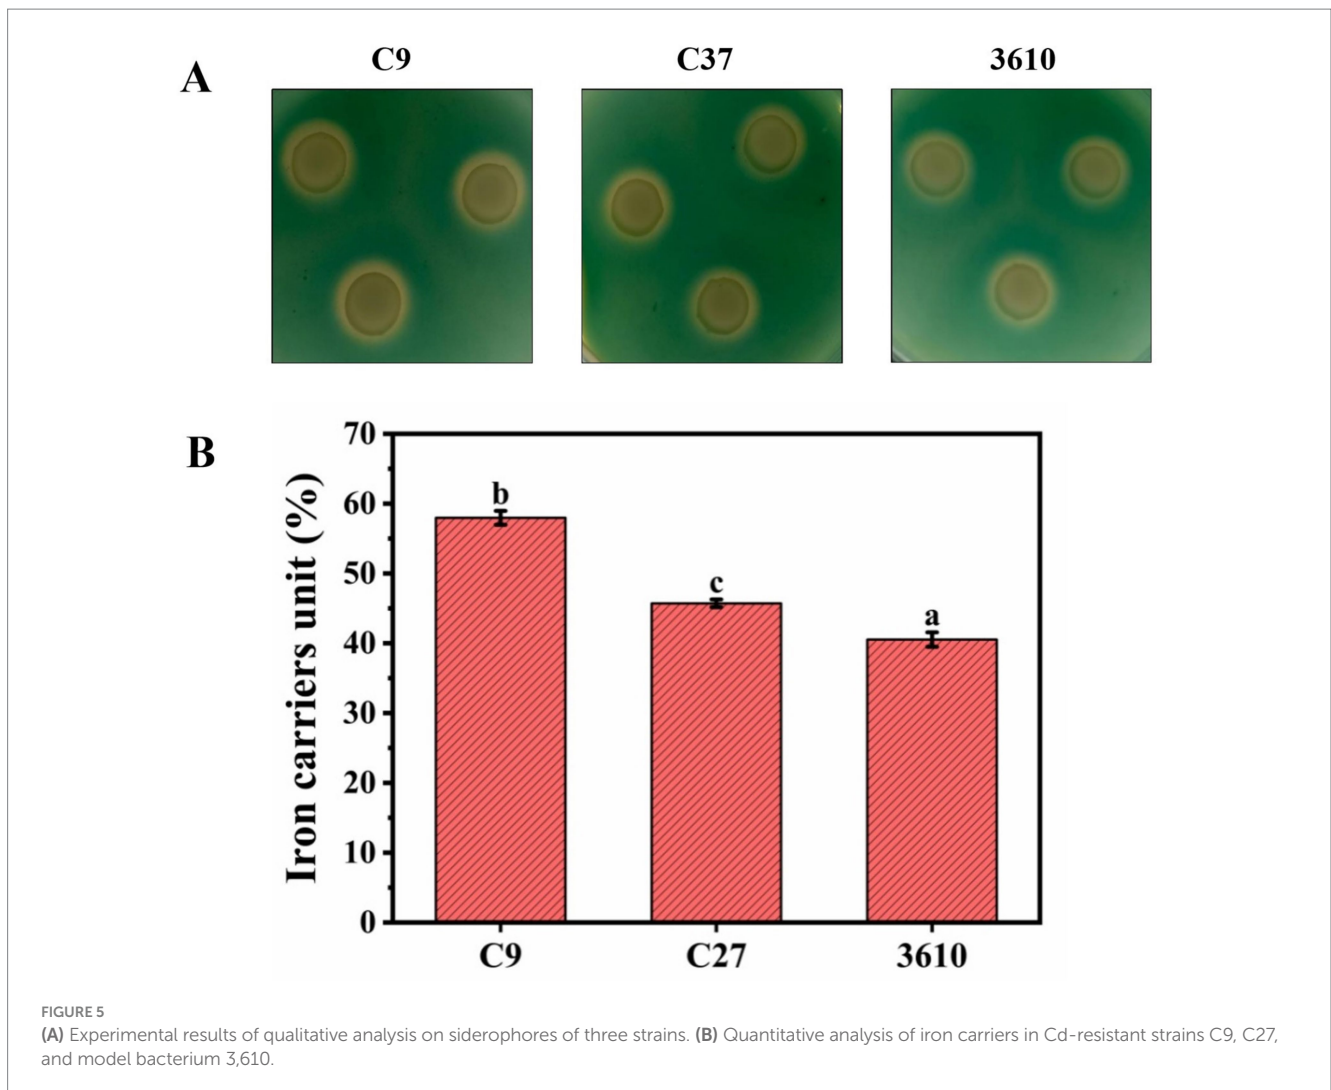 A
C9
C37
3610
B
Iron carriers unit (%)
70
60
50
40
30
20
10
0
b
c
a
C9
C27
3610
FIGURE 5
(A) Experimental results of qualitative analysis on siderophores of three strains. (B) Quantitative analysis of iron carriers in Cd-resistant strains C9, C27,
and model bacterium 3,610.